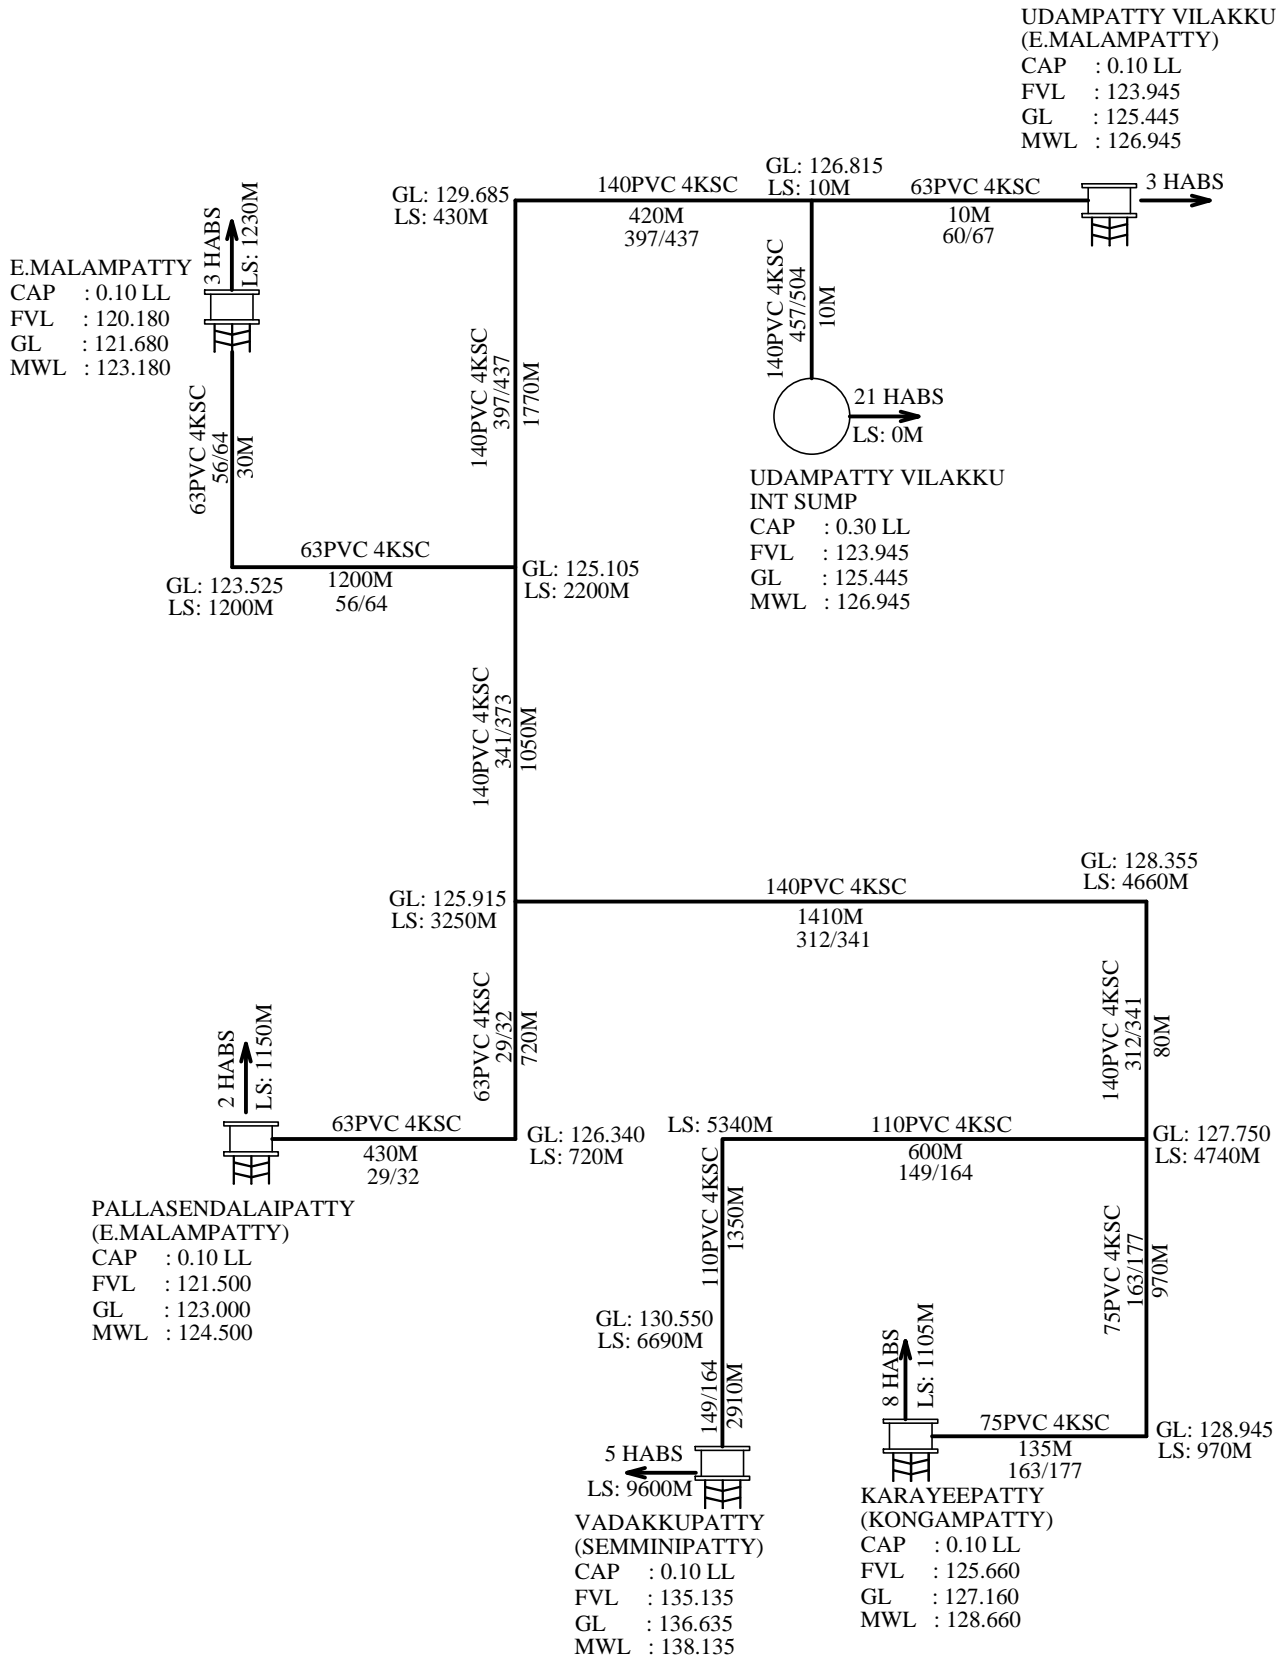 UDAMPATTY VILAKKU
(E.MALAMPATTY)
CAP : 0.10 LL
FVL : 123.945
GL : 125.445
MWL : 126.945
3 HABS
GL: 126.815
LS: 10M
63PVC 4KSC
10M
60/67
140PVC 4KSC
420M
397/437
GL: 129.685
LS: 430M
3 HABS
LS: 1230M
E.MALAMPATTY
CAP : 0.10 LL
FVL : 120.180
GL : 121.680
MWL : 123.180
140PVC 4KSC
457/504
10M
21 HABS
LS: 0M
UDAMPATTY VILAKKU
INT SUMP
CAP : 0.30 LL
FVL : 123.945
GL : 125.445
MWL : 126.945
140PVC 4KSC
397/437
1770M
63PVC 4KSC
56/64
30M
63PVC 4KSC
1200M
56/64
GL: 123.525
LS: 1200M
GL: 125.105
LS: 2200M
140PVC 4KSC
341/373
1050M
GL: 125.915
LS: 3250M
140PVC 4KSC
1410M
312/341
GL: 128.355
LS: 4660M
140PVC 4KSC
312/341
80M
63PVC 4KSC
29/32
720M
2 HABS
LS: 1150M
63PVC 4KSC
430M
29/32
GL: 126.340
LS: 720M
PALLASENDALAIPATTY
(E.MALAMPATTY)
CAP : 0.10 LL
FVL : 121.500
GL : 123.000
MWL : 124.500
LS: 5340M
110PVC 4KSC
600M
149/164
GL: 127.750
LS: 4740M
110PVC 4KSC
1350M
75PVC 4KSC
163/177
970M
GL: 130.550
LS: 6690M
149/164
2910M
8 HABS
LS: 1105M
75PVC 4KSC
135M
163/177
GL: 128.945
LS: 970M
5 HABS
LS: 9600M
VADAKKUPATTY
(SEMMINIPATTY)
CAP : 0.10 LL
FVL : 135.135
GL : 136.635
MWL : 138.135
KARAYEEPATTY
(KONGAMPATTY)
CAP : 0.10 LL
FVL : 125.660
GL : 127.160
MWL : 128.660